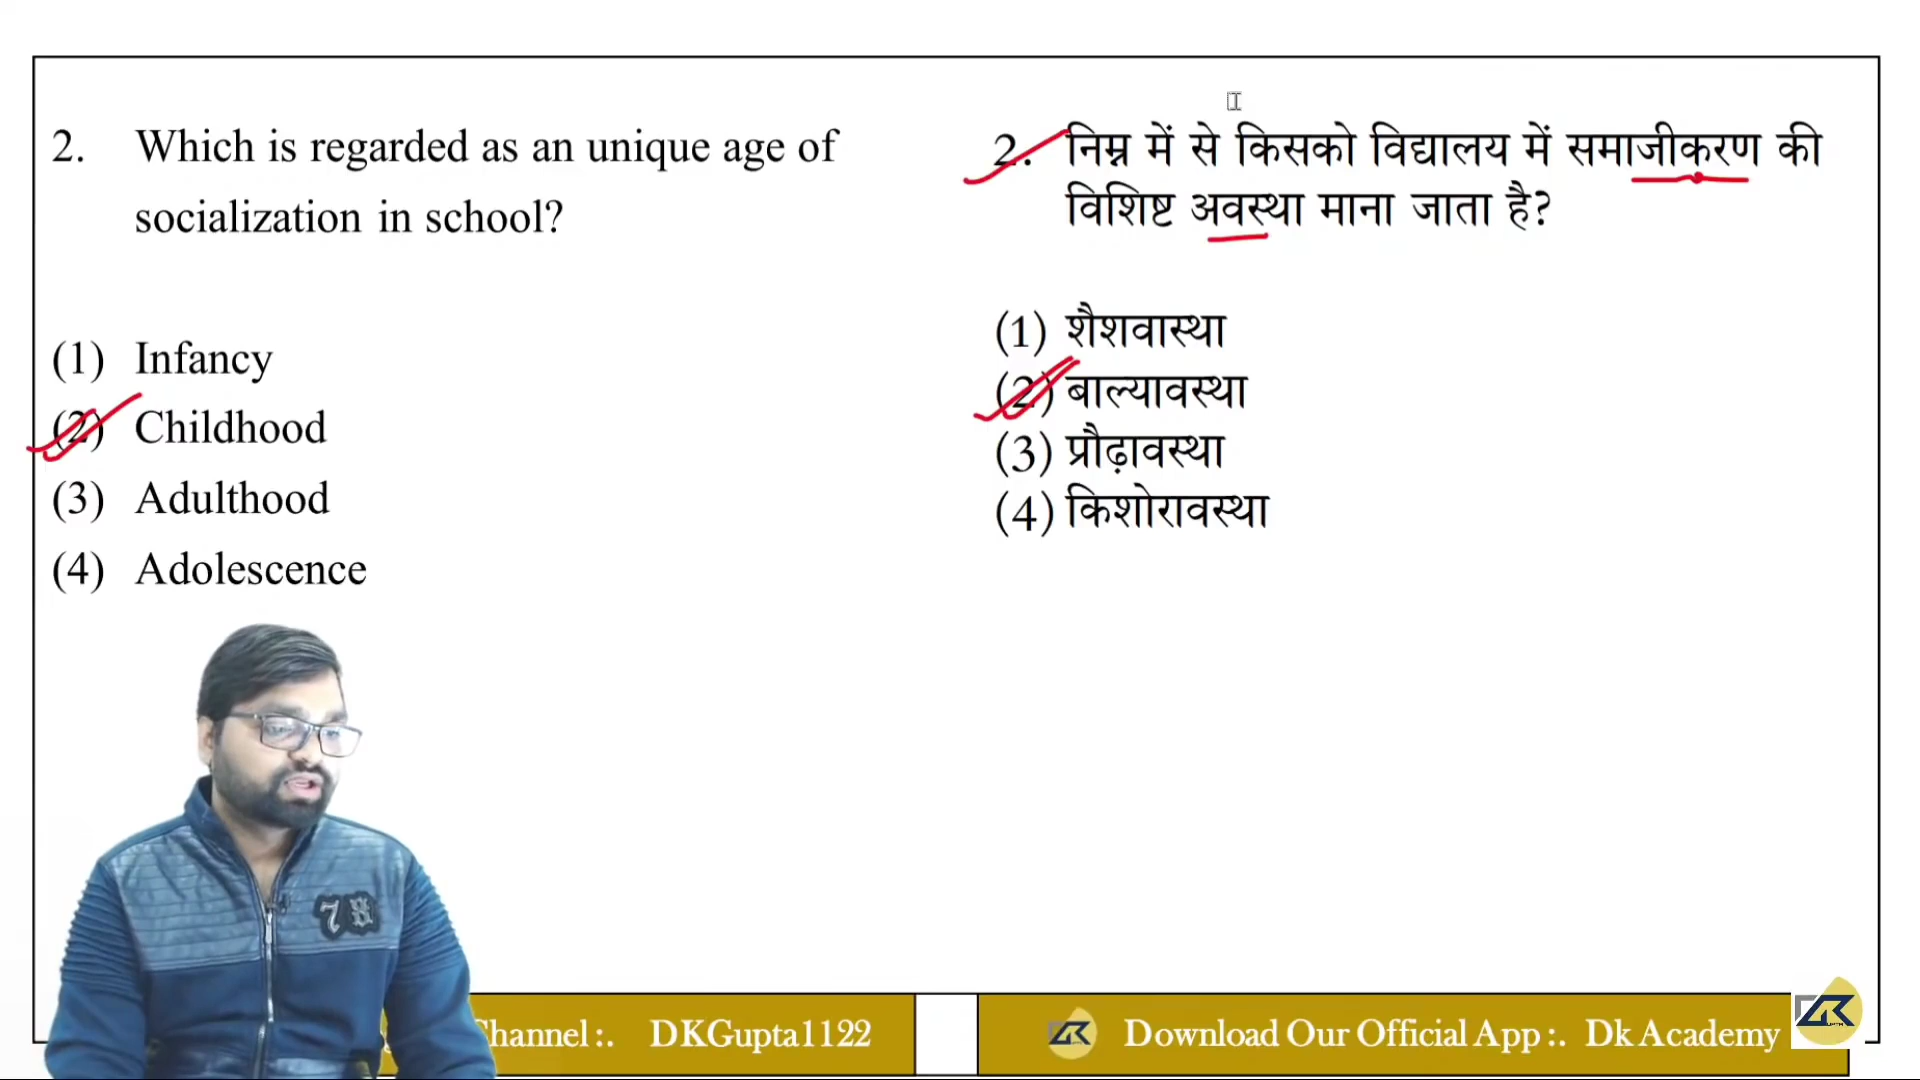 2. Which is regarded as an unique age of
socialization in school?
(1) Infancy
(2) Childhood
(3) Adulthood
(4) Adolescence
2. निम्न में से किसको विद्यालय में समाजीकरण की
विशिष्ट अवस्था माना जाता है?
(1) शैशवास्था
(2) बाल्यावस्था
(3) प्रौढ़ावस्था
(4) किशोरावस्था
78
hannel :. DKGupta1122
Download Our Official App :. Dk Academy